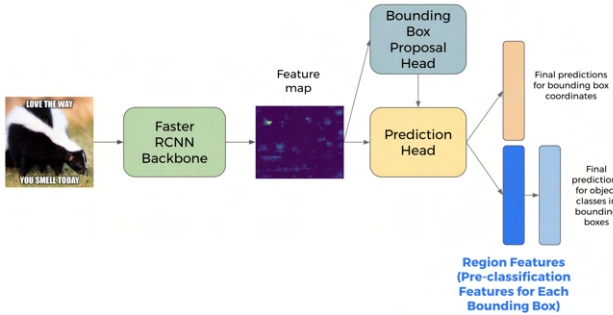 LOVE THE WAY
YOU SMELL TODAY
Faster
RCNN
Backbone
Feature
map
Bounding
Box
Proposal
Head
Prediction
Head
Final predictions
for bounding box
coordinates
Final
prediction
for objec
classes in
bounding
boxes
Region Features
(Pre-classification
Features for Each
Bounding Box)